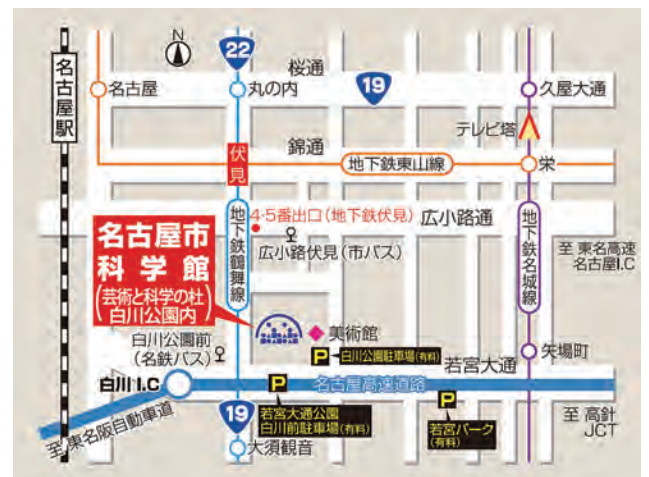 N
22
桜通
名古屋駅
名古屋
丸の内
19
久屋大通
テレビ塔
錦通
伏見
地下鉄東山線
栄
4・5番出口(地下鉄伏見)
広小路通
地下鉄鶴舞線
広小路伏見(市バス)
地下鉄名城線
至 東名高速
名古屋I.C
名古屋市
科学館
(芸術と科学の杜
白川公園内)
美術館
白川公園前
(名鉄バス)
P 白川公園駐車場(有料)
若宮大通
矢場町
白川I.C
P
名古屋高速道路
P
19
若宮大通公園
白川前駐車場(有料)
若宮パーク
(有料)
至 高針
JCT
至 東名阪自動車道
大須観音